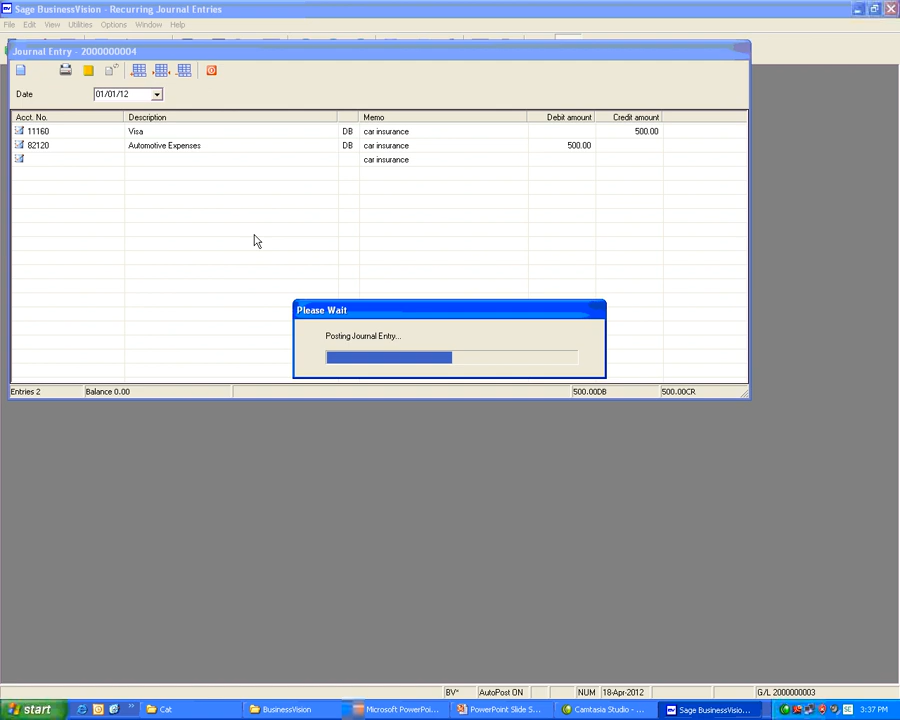 Sage BusinessVision - Recurring Journal Entries
File Edit View Utilities Options Window Help
Journal Entry - 2000000004
Date 01/01/12
Acct. No. Description Memo Debit amount Credit amount
11160 Visa DB car insurance 500.00
82120 Automotive Expenses DB car insurance 500.00
car insurance
Please Wait
Posting Journal Entry...
Entries 2 Balance 0.00 500.00DB 500.00CR
BV* AutoPost ON NUM 18-Apr-2012 G/L 2000000003
start Cat BusinessVision Microsoft PowerPoi... PowerPoint Slide S... Camtasia Studio - ... Sage BusinessVisio... SE 3:37 PM